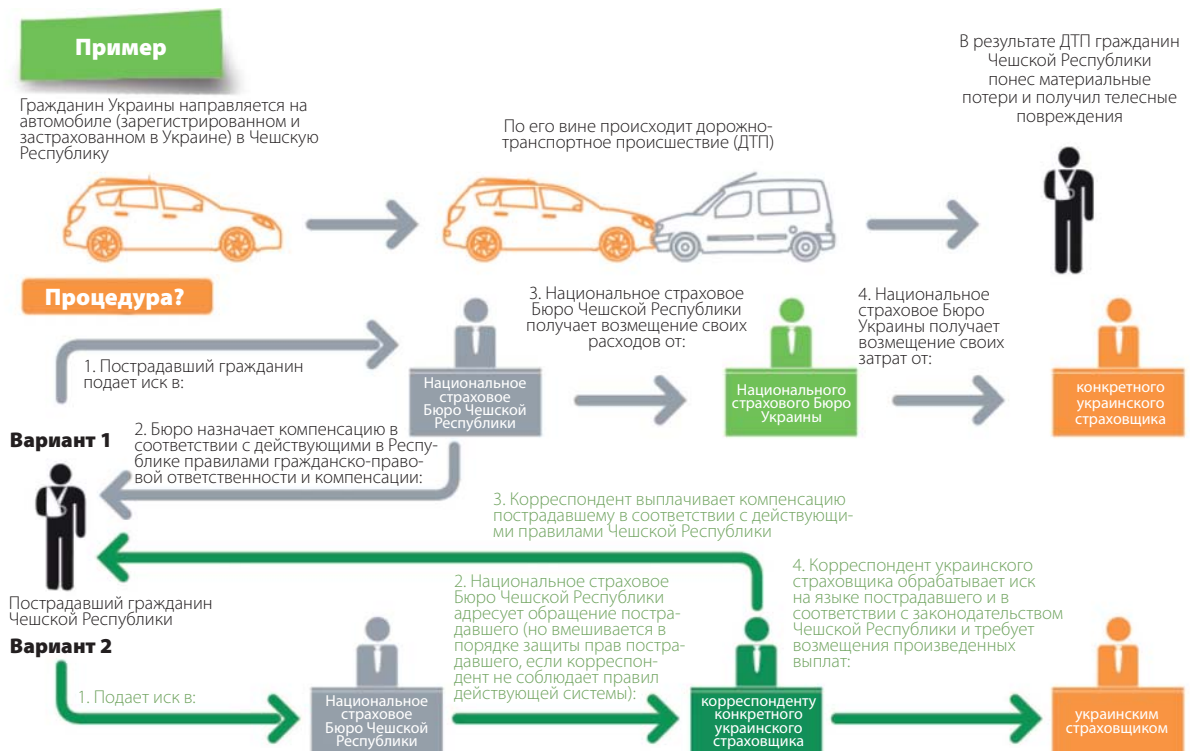 Пример
Гражданин Украины направляется на
автомобиле (зарегистрированном и
застрахованном в Украине) в Чешскую
Республику
По его вине происходит дорожно-
транспортное происшествие (ДТП)
В результате ДТП гражданин
Чешской Республики
понес материальные
потери и получил телесные
повреждения
Процедура?
1. Пострадавший гражданин
подает иск в:
Национальное
страховое
Бюро Чешской
Республики
3. Национальное страховое
Бюро Чешской Республики
получает возмещение своих
расходов от:
Национального
страхового Бюро
Украины
4. Национальное
страховое Бюро
Украины получает
возмещение своих
затрат от:
конкретного
украинского
страховщика
Вариант 1
2. Бюро назначает компенсацию в
соответствии с действующими в Респу-
блике правилами гражданско-право-
вой ответственности и компенсации:
Пострадавший гражданин
Чешской Республики
3. Корреспондент выплачивает компенсацию
пострадавшему в соответствии с действующи-
ми правилами Чешской Республики
Вариант 2
1. Подает иск в:
Национальное
страховое
Бюро Чешской
Республики
2. Национальное страховое
Бюро Чешской Республики
адресует обращение постра-
давшего (но вмешивается в
порядке защиты прав постра-
давшего, если корреспон-
дент не соблюдает правил
действующей системы):
корреспонденту
конкретного
украинского
страховщика
4. Корреспондент украинского
страховщика обрабатывает иск
на языке пострадавшего и в
соответствии с законодательством
Чешской Республики и требует
возмещения произведенных
выплат:
украинским
страховщиком